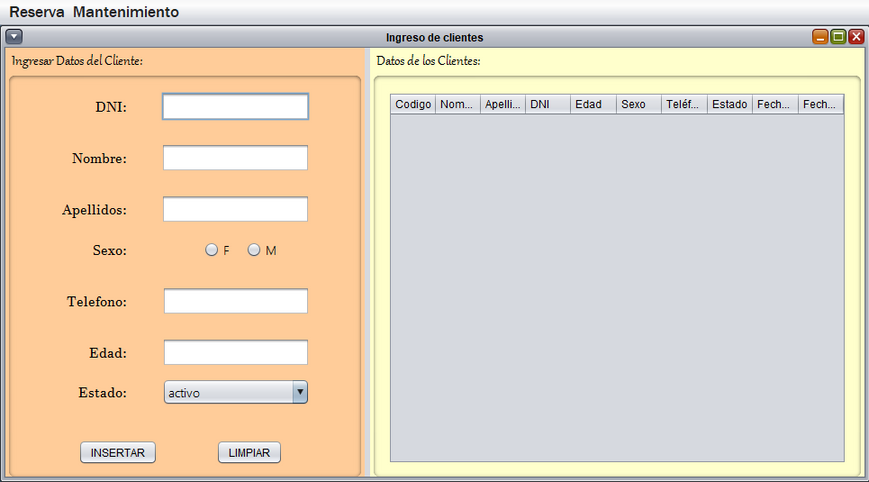 Reserva Mantenimiento
Ingreso de clientes
Ingresar Datos del Cliente:
DNI:
Nombre:
Apellidos:
Sexo: F M
Telefono:
Edad:
Estado: activo
INSERTAR LIMPIAR
Datos de los Clientes:
Codigo Nom... Apelli... DNI Edad Sexo Teléf... Estado Fech... Fech...